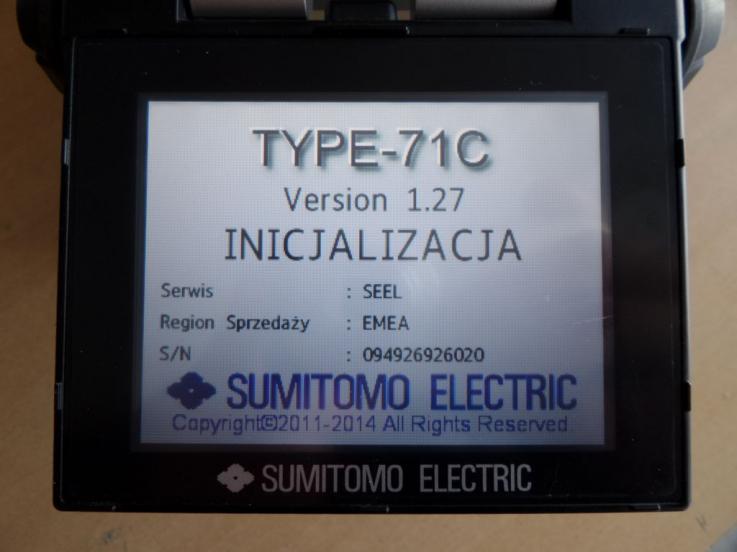 TYPE-71C
Version 1.27
INICJALIZACJA
Serwis : SEEL
Region Sprzedaży : EMEA
S/N : 094926926020
SUMITOMO ELECTRIC
Copyright©2011-2014 All Rights Reserved
SUMITOMO ELECTRIC